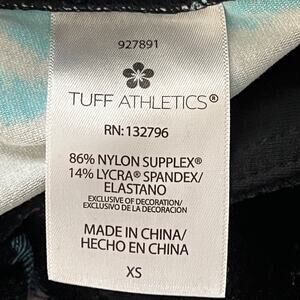 927891
TUFF ATHLETICS®
RN: 132796
86% NYLON SUPPLEX®
14% LYCRA® SPANDEX/
ELASTANO
EXCLUSIVE OF DECORATION/
EXCLUSIVO DE LA DECORACION
MADE IN CHINA/
HECHO EN CHINA
XS